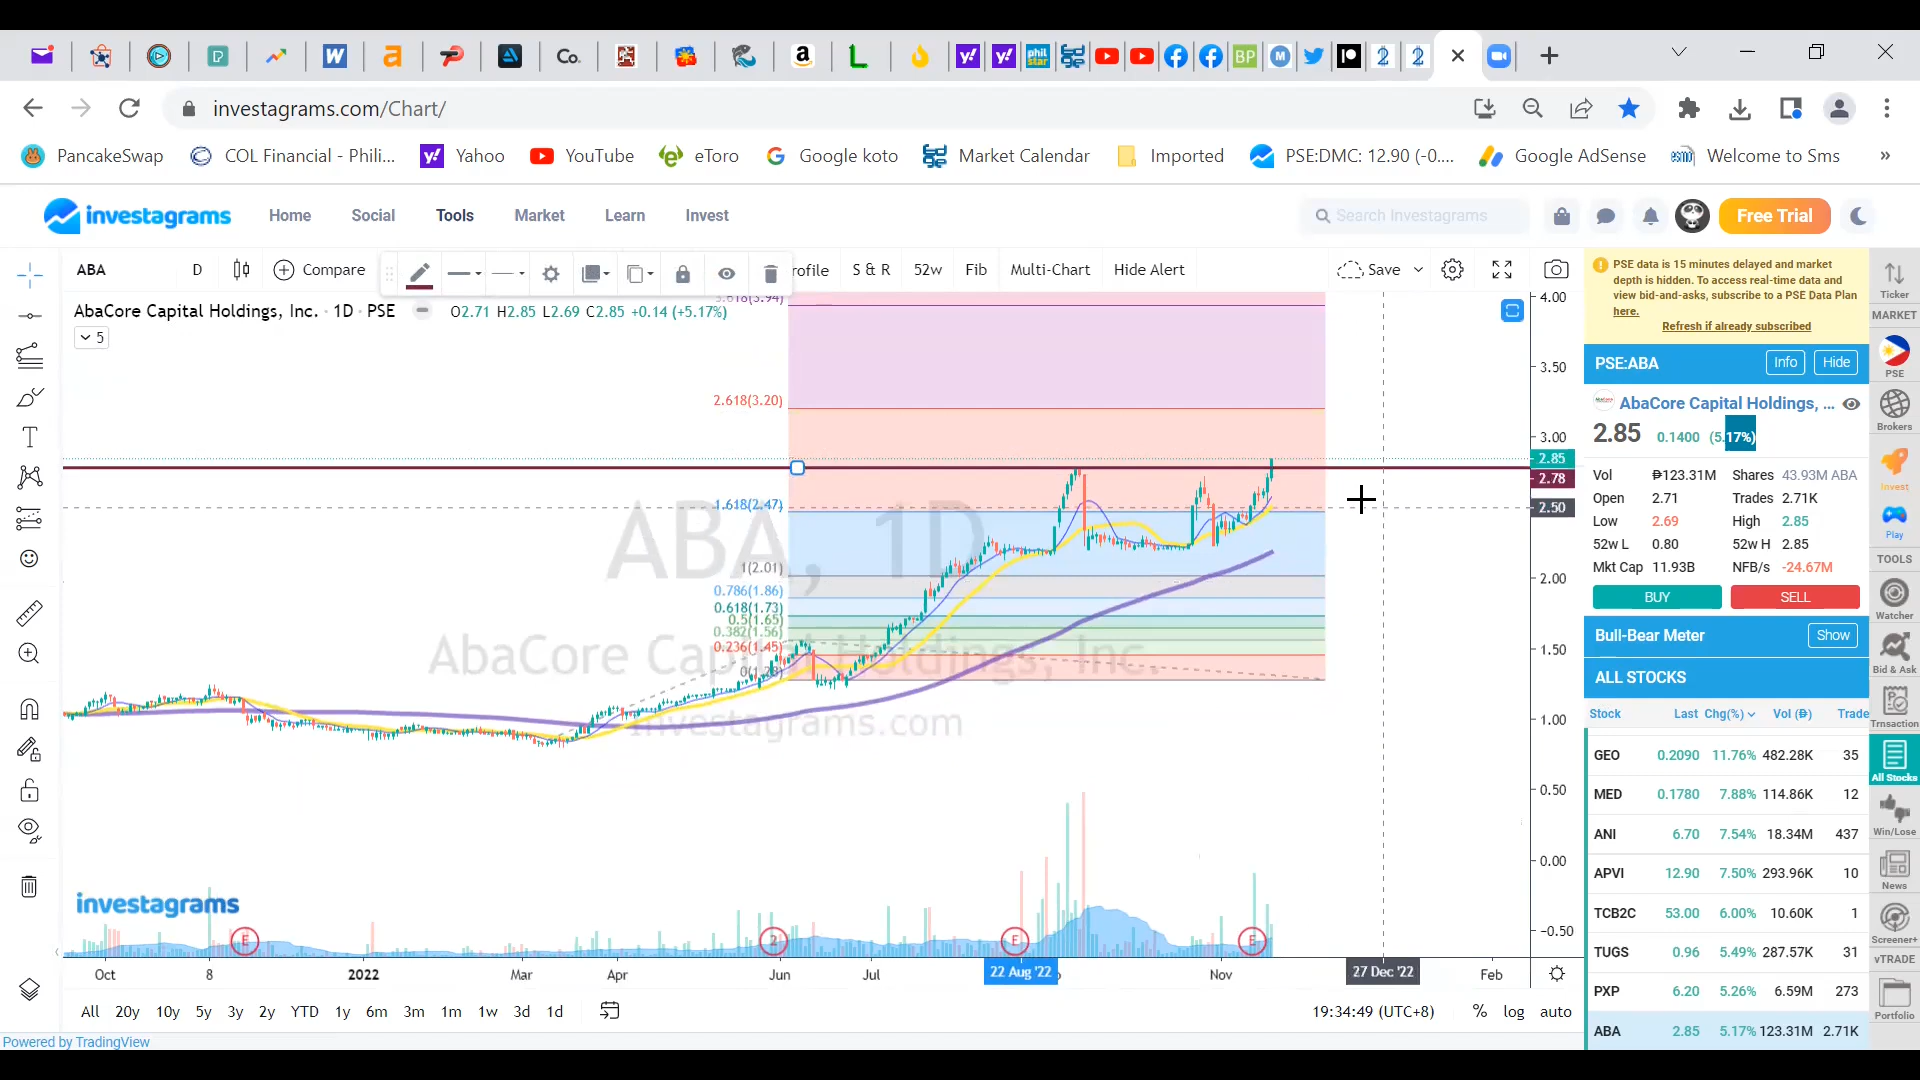 investagrams.com/Chart/
PancakeSwap COL Financial - Phili... Yahoo YouTube eToro Google koto Market Calendar Imported PSE:DMC: 12.90 (-0.... Google AdSense Welcome to Sms »
investagrams Home Social Tools Market Learn Invest Search Investagrams Free Trial
ABA D Compare rofile S & R 52w Fib Multi-Chart Hide Alert Save
AbaCore Capital Holdings, Inc. · 1D · PSE O2.71 H2.85 L2.69 C2.85 +0.14 (+5.17%)
5
3.618(3.94)
2.618(3.20)
1.618(2.47)
1(2.01)
0.786(1.86)
0.618(1.73)
0.5(1.65)
0.382(1.56)
0.236(1.45)
ABA, 1D
AbaCore Capital Holdings, Inc.
investagrams.com
4.00
3.50
3.00
2.85
2.78
2.50
2.00
1.50
1.00
0.50
0.00
−0.50
investagrams
E 2 E E
Oct 8 2022 Mar Apr Jun Jul 22 Aug '22 Nov 27 Dec '22 Feb
All 20y 10y 5y 3y 2y YTD 1y 6m 3m 1m 1w 3d 1d 19:34:49 (UTC+8) % log auto
Powered by TradingView
PSE data is 15 minutes delayed and market
depth is hidden. To access real-time data and
view bid-and-asks, subscribe to a PSE Data Plan
here.
Refresh if already subscribed
PSE:ABA Info Hide
AbaCore Capital Holdings, ...
2.85 0.1400 (5.17%)
Vol ₱123.31M Shares 43.93M ABA
Open 2.71 Trades 2.71K
Low 2.69 High 2.85
52w L 0.80 52w H 2.85
Mkt Cap 11.93B NFB/s -24.67M
BUY SELL
Bull-Bear Meter Show
ALL STOCKS
Stock Last Chg(%) Vol (₱) Trade
GEO 0.2090 11.76% 482.28K 35
MED 0.1780 7.88% 114.86K 12
ANI 6.70 7.54% 18.34M 437
APVI 12.90 7.50% 293.96K 10
TCB2C 53.00 6.00% 10.60K 1
TUGS 0.96 5.49% 287.57K 31
PXP 6.20 5.26% 6.59M 273
ABA 2.85 5.17% 123.31M 2.71K
Ticker
MARKET
PSE
Brokers
Invest
Play
TOOLS
Watcher
Bid & Ask
Trnsaction
All Stocks
Win/Lose
News
Screener+
vTRADE
Portfolio